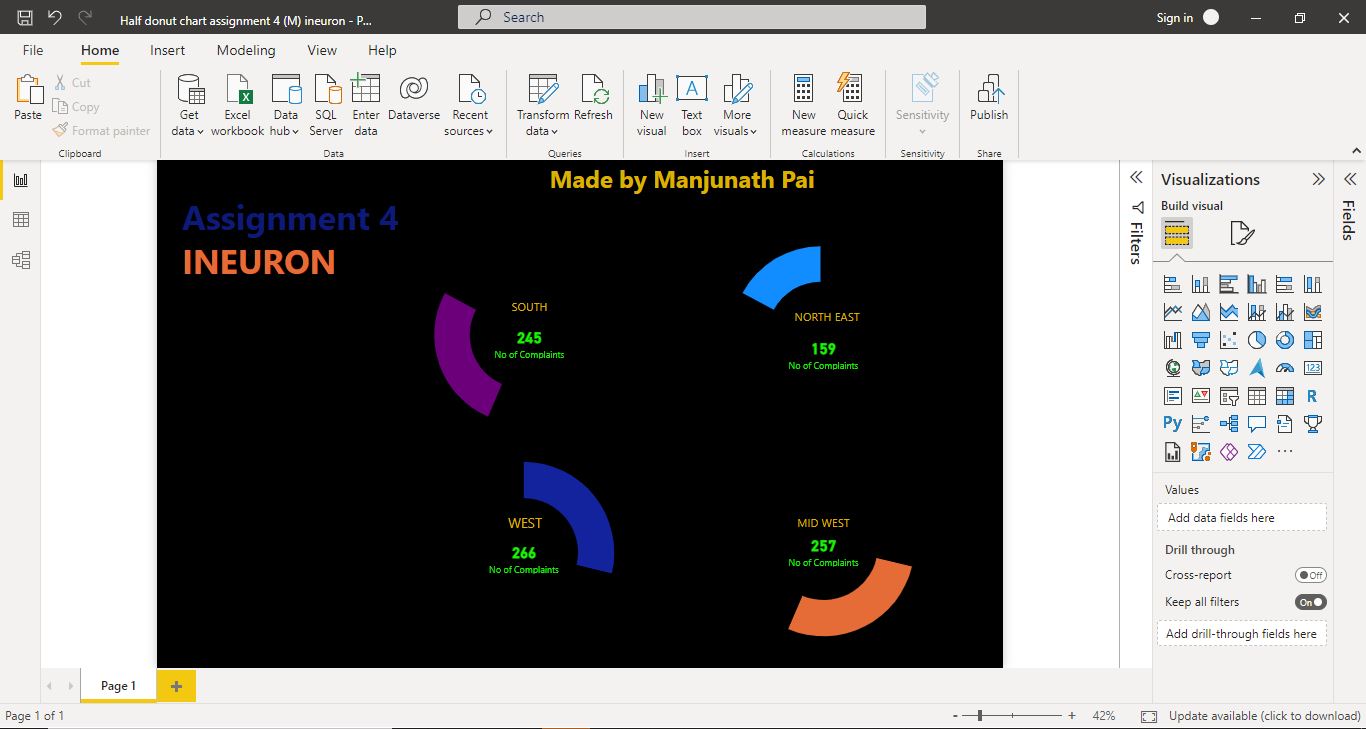 Half donut chart assignment 4 (M) ineuron - P...
Search
Sign in
File Home Insert Modeling View Help
Paste
Cut
Copy
Format painter
Clipboard
Get data
Excel workbook
Data hub
SQL Server
Enter data
Dataverse
Recent sources
Data
Transform data
Refresh
Queries
New visual
Text box
More visuals
Insert
New measure
Quick measure
Calculations
Sensitivity
Sensitivity
Publish
Share
Made by Manjunath Pai
Assignment 4
INEURON
SOUTH
245
No of Complaints
NORTH EAST
159
No of Complaints
WEST
266
No of Complaints
MID WEST
257
No of Complaints
Filters
Visualizations
Build visual
123
R
Py
Values
Add data fields here
Drill through
Cross-report
Off
Keep all filters
On
Add drill-through fields here
Fields
Page 1
Page 1 of 1
- + 42%
Update available (click to download)